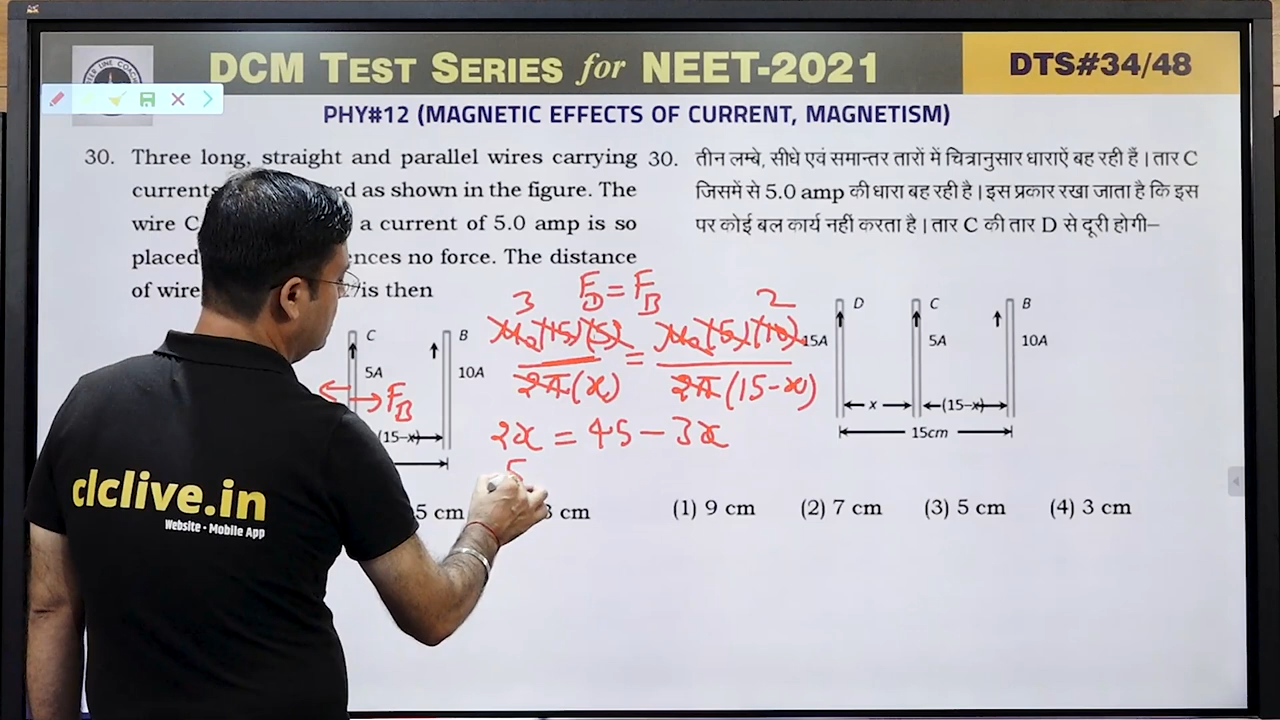 DCM TEST SERIES for NEET-2021
DTS#34/48
PHY#12 (MAGNETIC EFFECTS OF CURRENT, MAGNETISM)
30. Three long, straight and parallel wires carrying
currents as shown in the figure. The
wire C a current of 5.0 amp is so
placed no force. The distance
of wire is then
C
B
5A
10A
F_B
(15-x)
5 cm
3 cm
3 F_D = F_B 2
μ₀(15)(5) / 2π(x) = μ₀(5)(10) / 2π(15-x)
2x = 45 - 3x
5
30. तीन लम्बे, सीधे एवं समान्तर तारों में चित्रानुसार धाराऐं बह रही हैं। तार C
जिसमें से 5.0 amp की धारा बह रही है। इस प्रकार रखा जाता है कि इस
पर कोई बल कार्य नहीं करता है। तार C की तार D से दूरी होगी–
D
C
B
15A
5A
10A
x
(15-x)
15cm
(1) 9 cm (2) 7 cm (3) 5 cm (4) 3 cm
clclive.in
Website • Mobile App